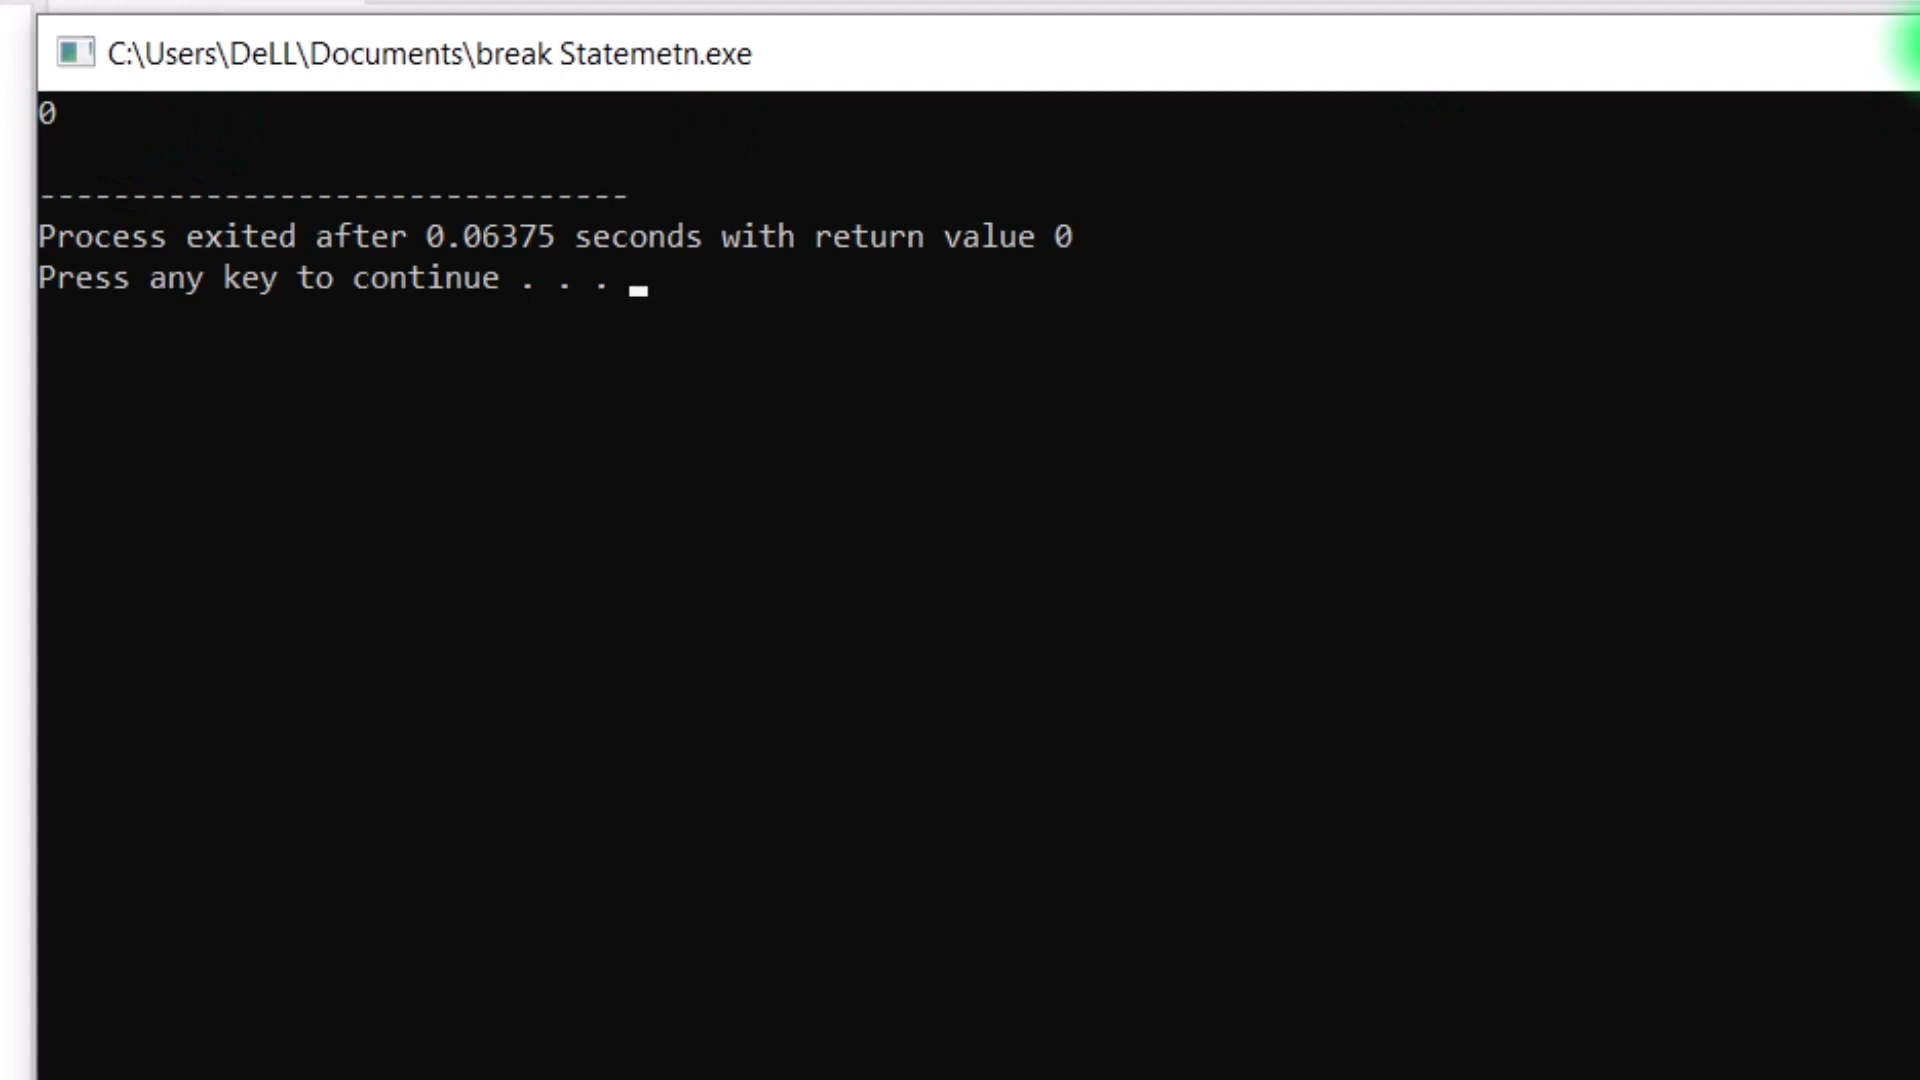 C:\Users\DeLL\Documents\break Statemetn.exe
0
--------------------------------
Process exited after 0.06375 seconds with return value 0
Press any key to continue . . .